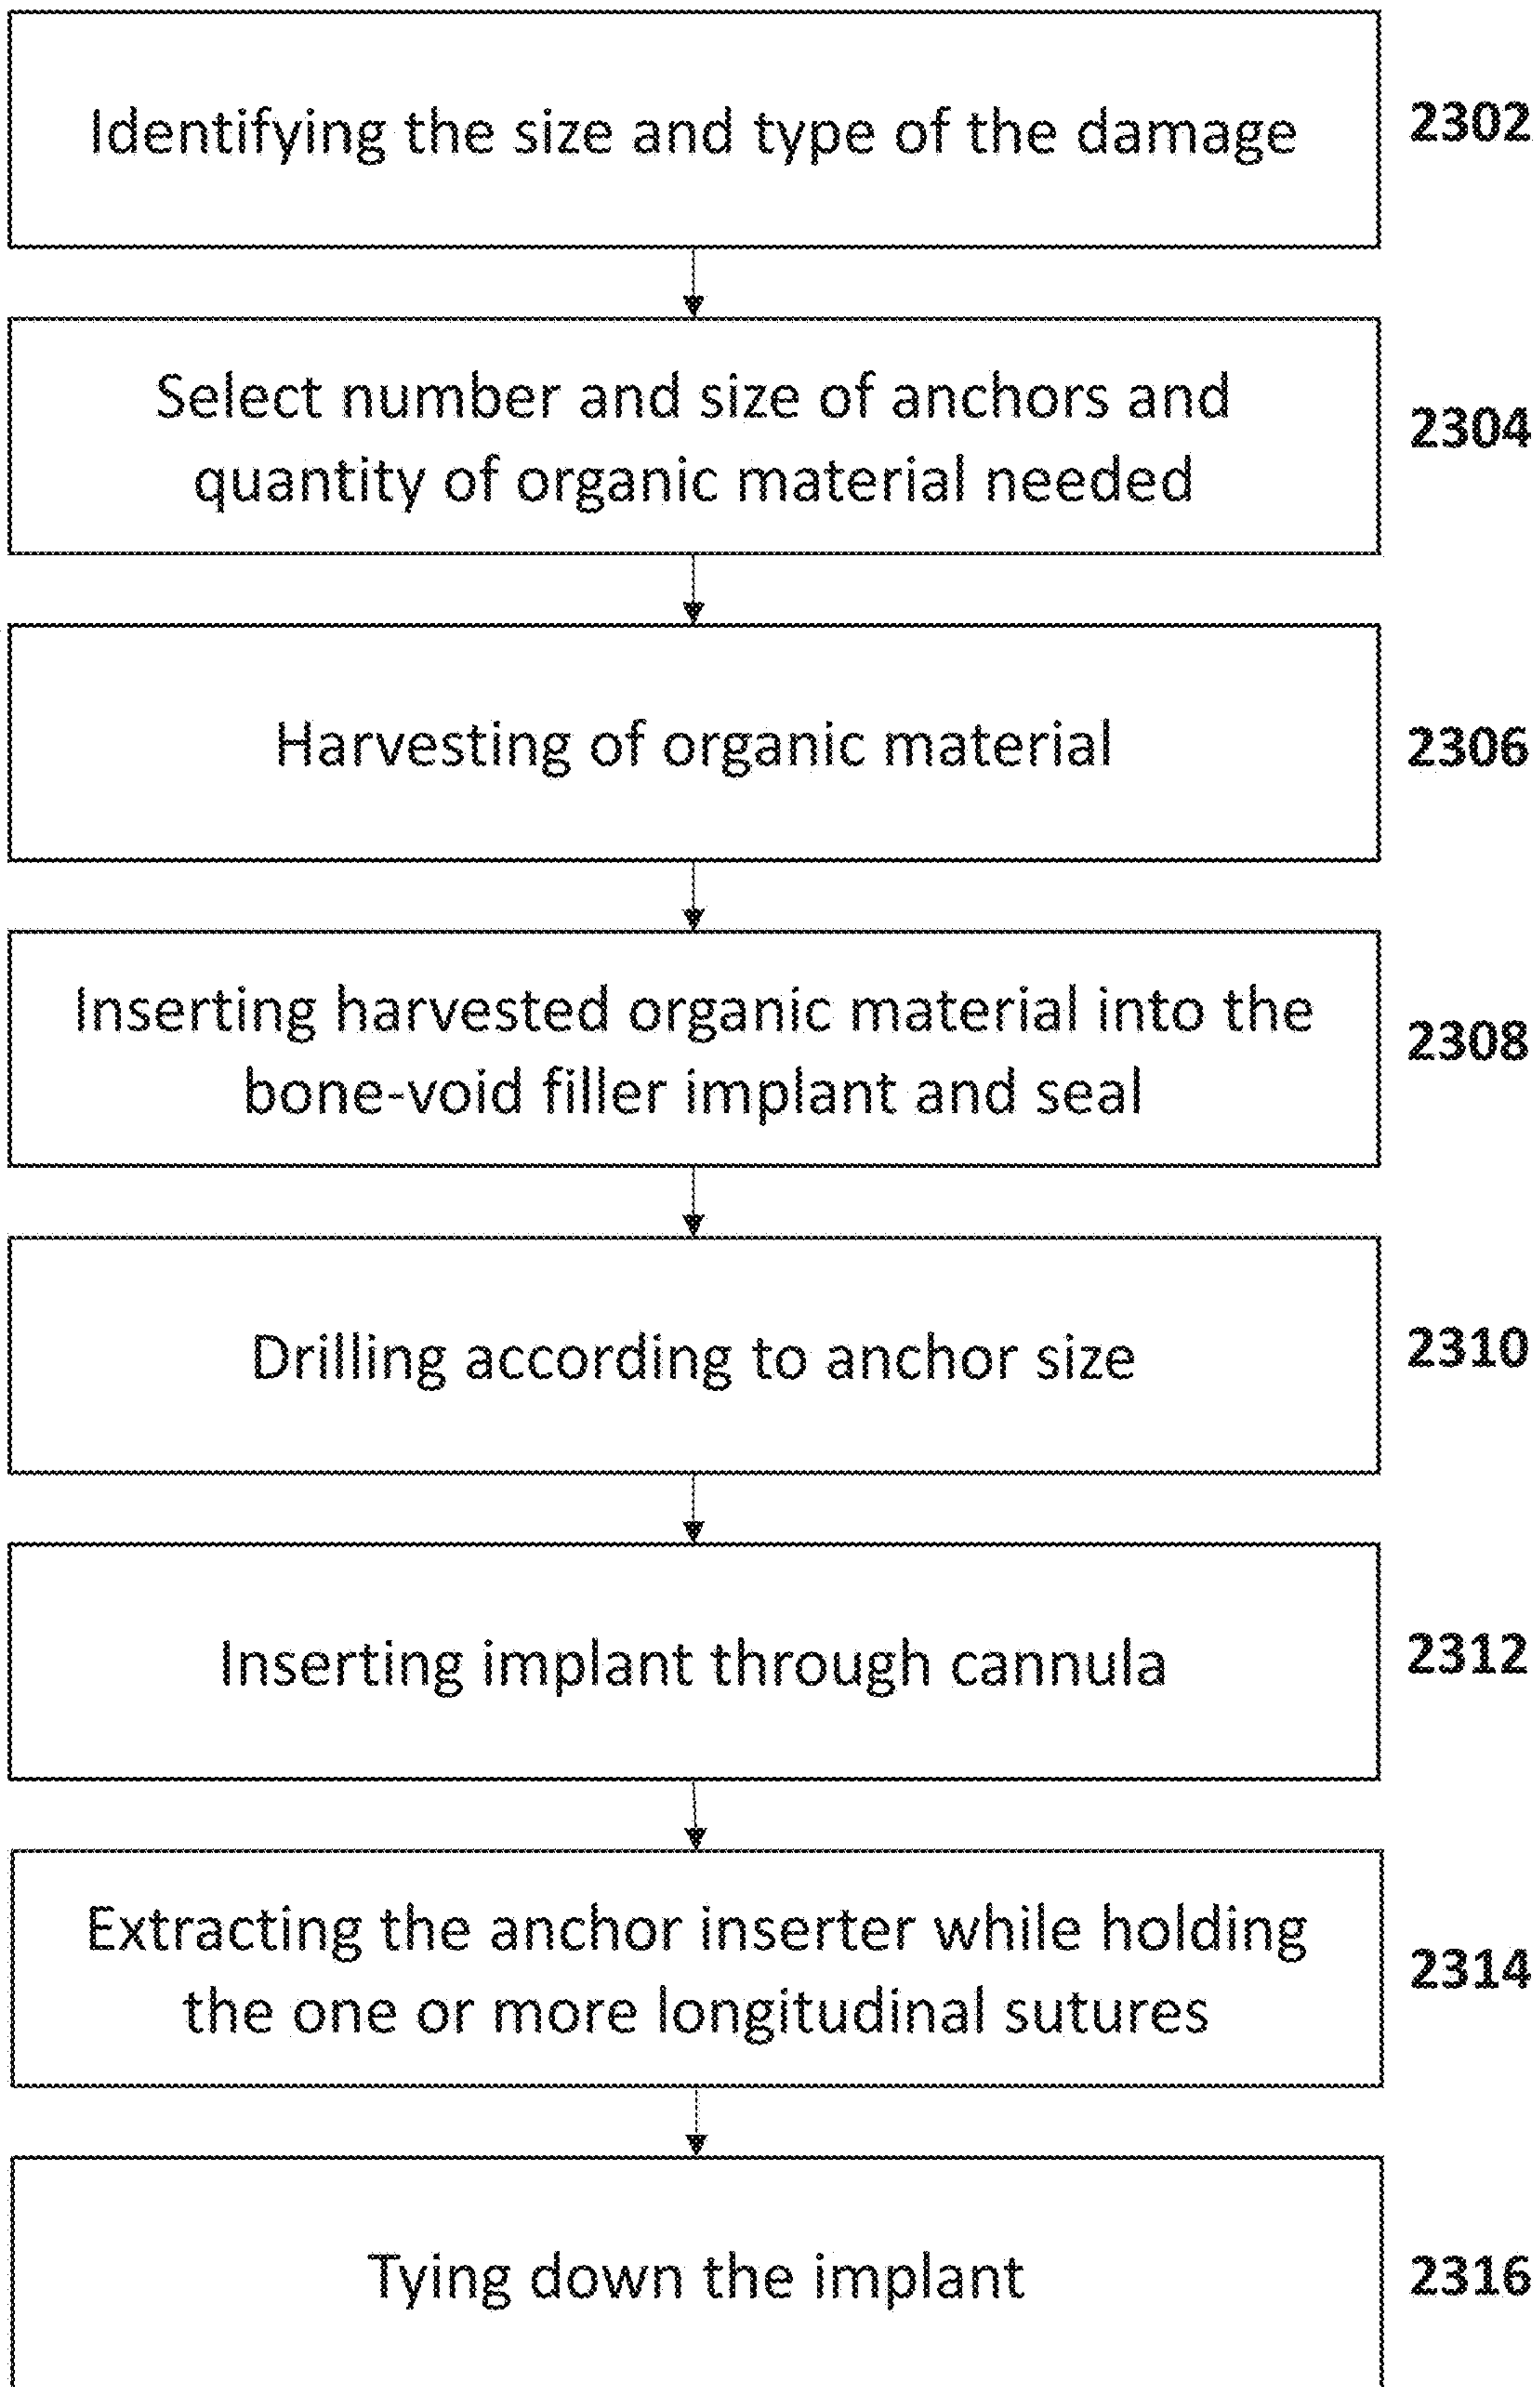 Identifying the size and type of the damage
2302
Select number and size of anchors and
quantity of organic material needed
2304
Harvesting of organic material
2306
Inserting harvested organic material into the
bone-void filler implant and seal
2308
Drilling according to anchor size
2310
Inserting implant through cannula
2312
Extracting the anchor inserter while holding
the one or more longitudinal sutures
2314
Tying down the implant
2316